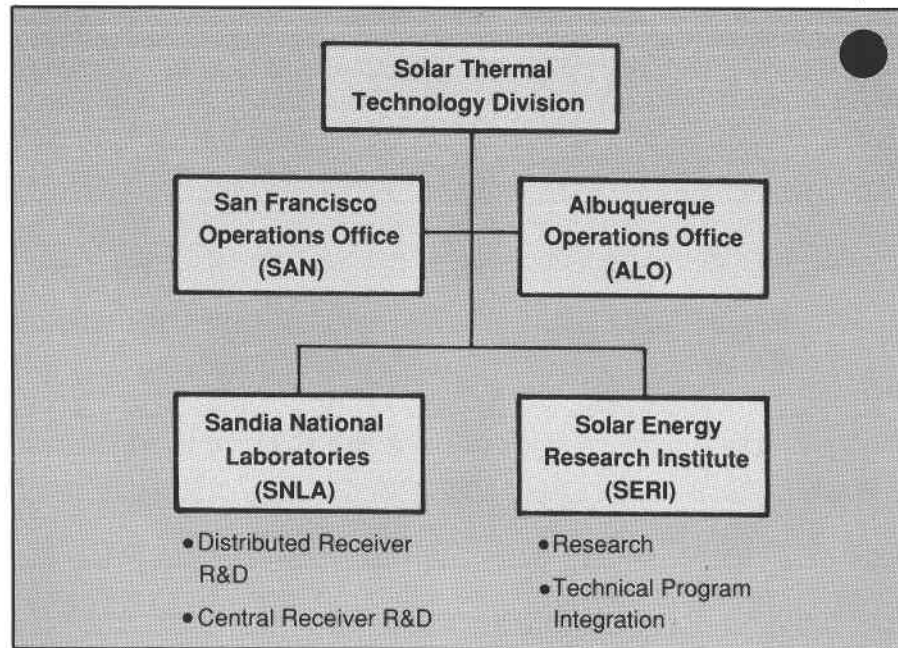 Solar Thermal
Technology Division
San Francisco
Operations Office
(SAN)
Albuquerque
Operations Office
(ALO)
Sandia National
Laboratories
(SNLA)
• Distributed Receiver
R&D
• Central Receiver R&D
Solar Energy
Research Institute
(SERI)
• Research
• Technical Program
Integration